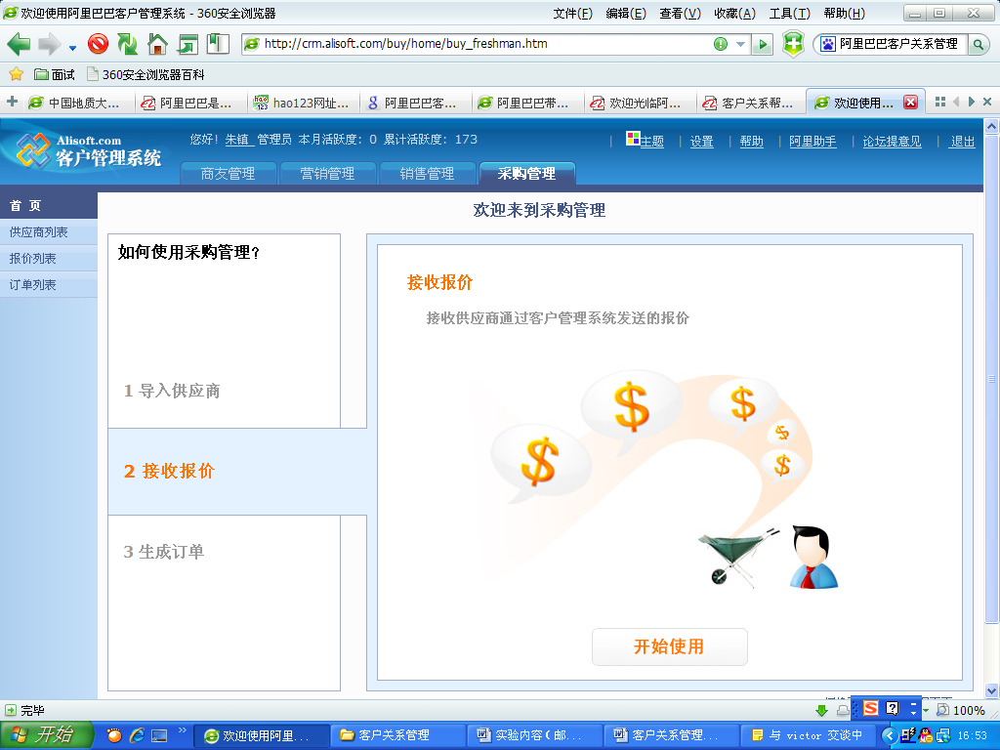 欢迎使用阿里巴巴客户管理系统 - 360安全浏览器
文件(F) 编辑(E) 查看(V) 收藏(A) 工具(T) 帮助(H)
http://crm.alisoft.com/buy/home/buy_freshman.htm
阿里巴巴客户关系管理
面试 360安全浏览器百科
中国地质大... 阿里巴巴是... hao123网址... 阿里巴巴客... 阿里巴巴带... 欢迎光临阿... 客户关系帮... 欢迎使用...
Alisoft.com
客户管理系统
您好！朱镇 管理员 本月活跃度：0 累计活跃度：173
| 主题 | 设置 | 帮助 | 阿里助手 | 论坛提意见 | 退出
商友管理 营销管理 销售管理 采购管理
首 页
供应商列表
报价列表
订单列表
欢迎来到采购管理
如何使用采购管理？
1 导入供应商
2 接收报价
3 生成订单
接收报价
接收供应商通过客户管理系统发送的报价
开始使用
完毕
100%
开始
欢迎使用阿里... 客户关系管理 实验内容（邮... 客户关系管理... 与 victor 交谈中
16:53